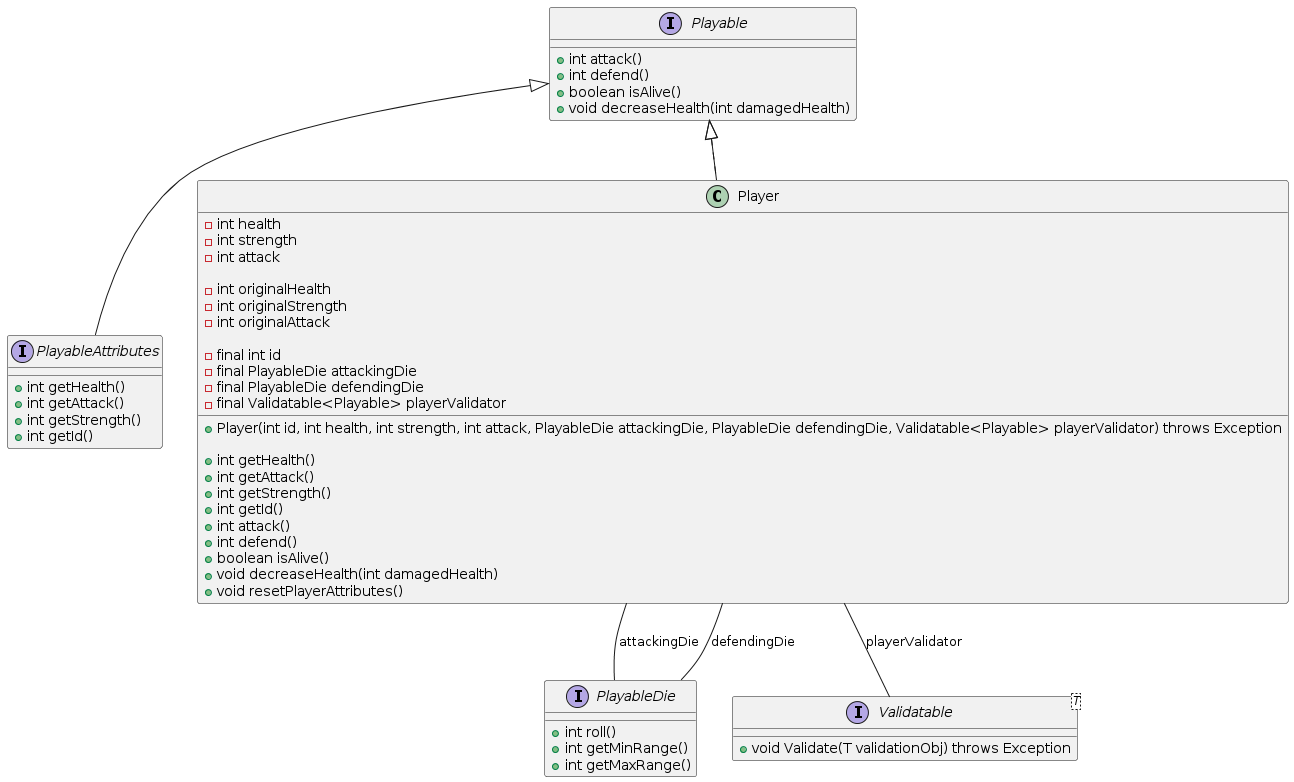 I Playable
int attack()
int defend()
boolean isAlive()
void decreaseHealth(int damagedHealth)
C Player
int health
int strength
int attack
int originalHealth
int originalStrength
int originalAttack
final int id
final PlayableDie attackingDie
final PlayableDie defendingDie
final Validatable<Playable> playerValidator
Player(int id, int health, int strength, int attack, PlayableDie attackingDie, PlayableDie defendingDie, Validatable<Playable> playerValidator) throws Exception
int getHealth()
int getAttack()
int getStrength()
int getId()
int attack()
int defend()
boolean isAlive()
void decreaseHealth(int damagedHealth)
void resetPlayerAttributes()
I PlayableAttributes
int getHealth()
int getAttack()
int getStrength()
int getId()
attackingDie
defendingDie
playerValidator
I PlayableDie
int roll()
int getMinRange()
int getMaxRange()
I Validatable
T
void Validate(T validationObj) throws Exception